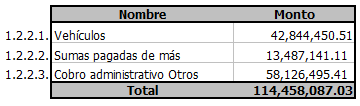 Nombre Monto
1.2.2.1. Vehículos 42,844,450.51
1.2.2.2. Sumas pagadas de más 13,487,141.11
1.2.2.3. Cobro administrativo Otros 58,126,495.41
Total 114,458,087.03